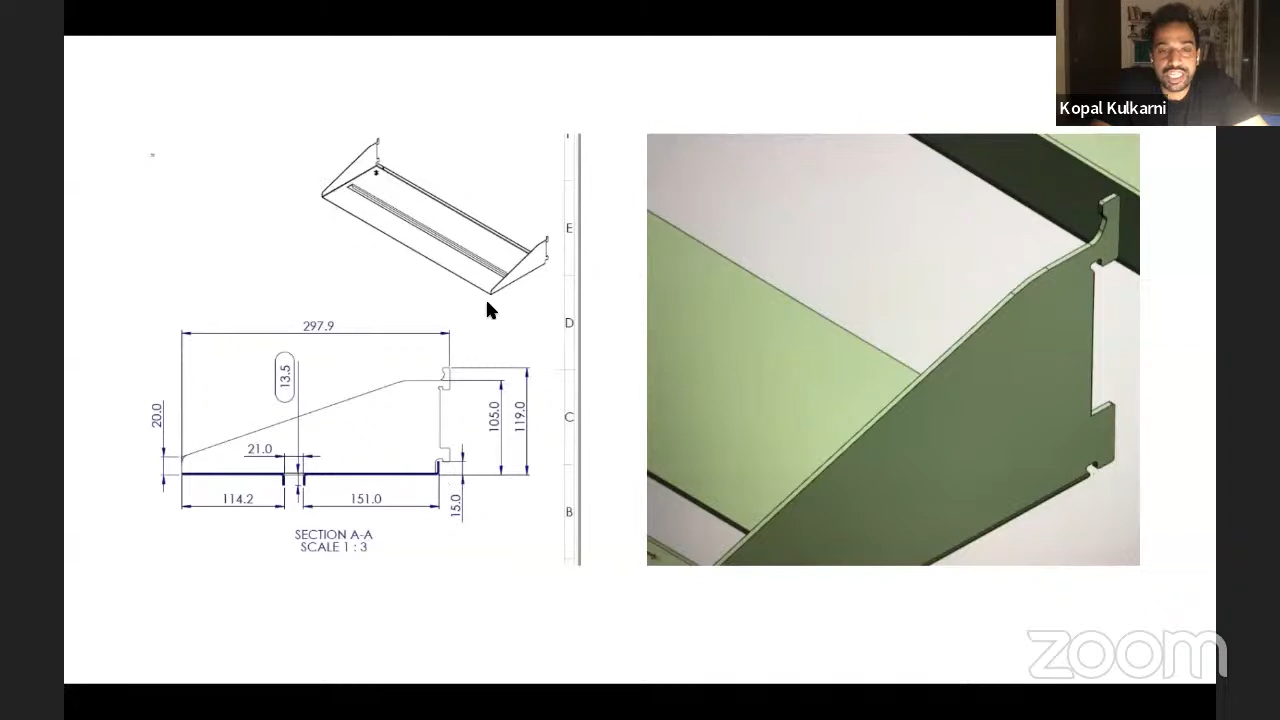 Kopal Kulkarni
E
D
C
B
297.9
13.5
20.0
21.0
105.0
119.0
114.2
151.0
15.0
SECTION A-A
SCALE 1 : 3
zoom